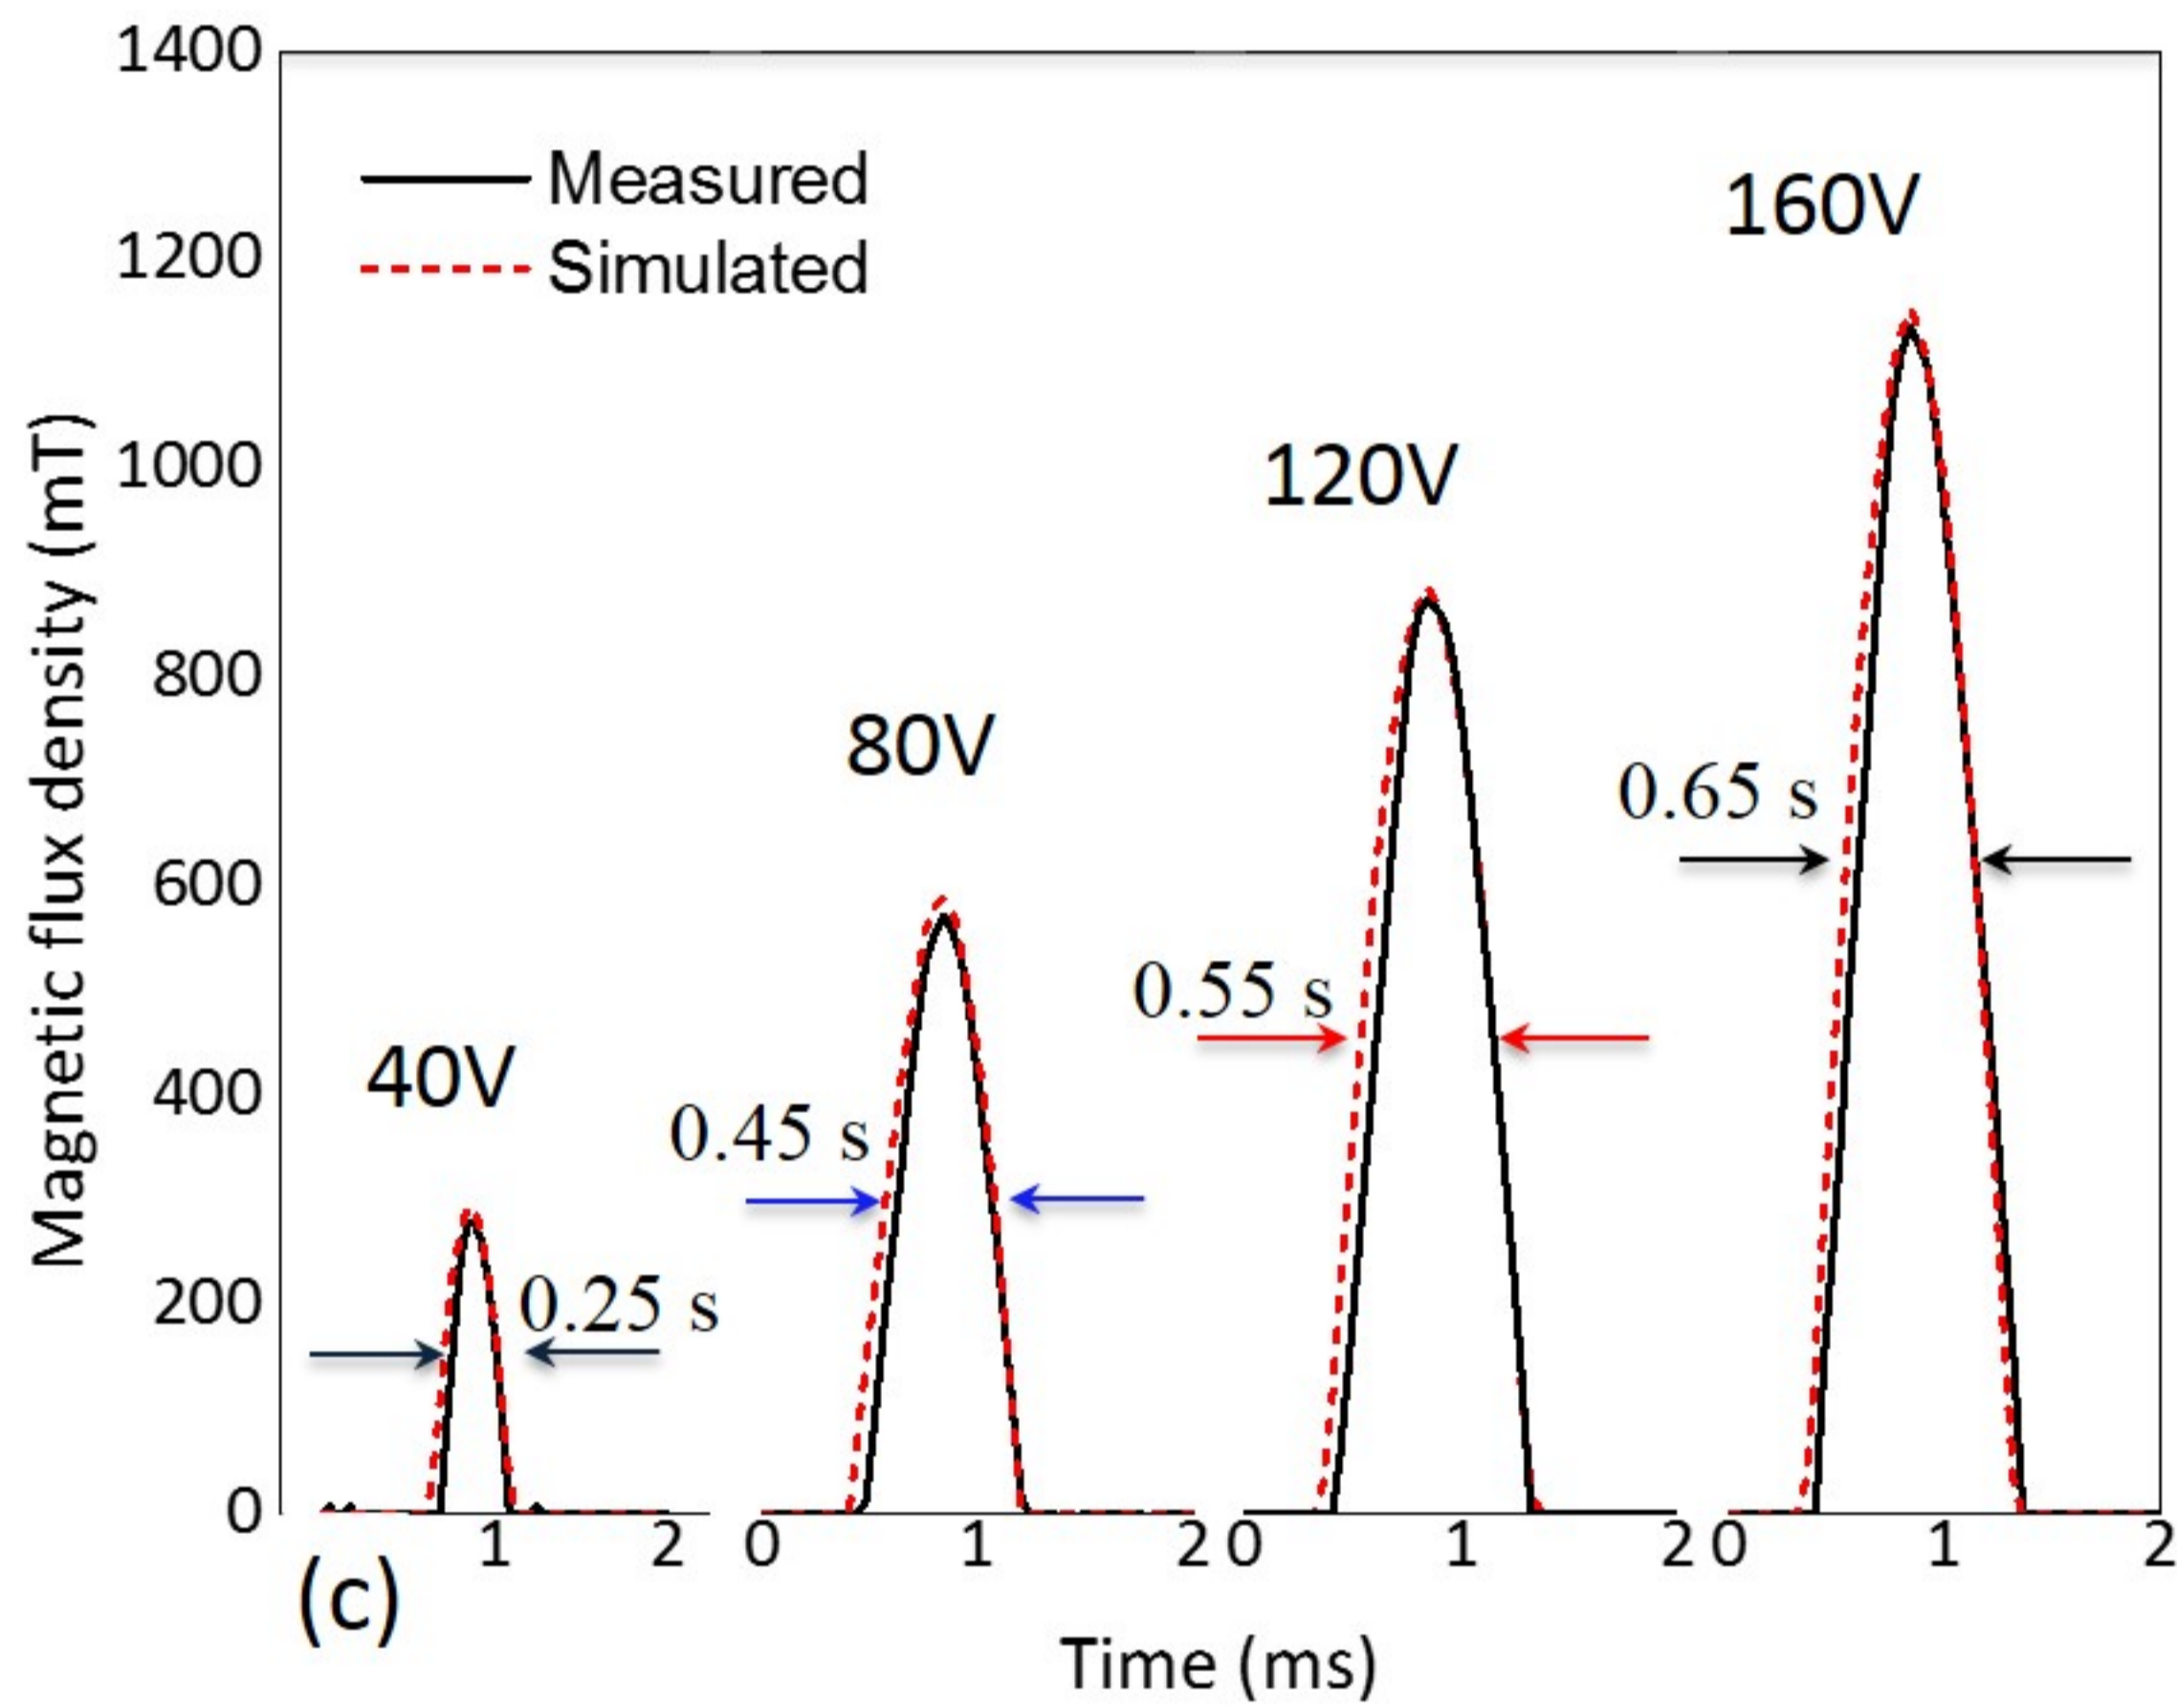 1400
1200
1000
800
600
400
200
0
Magnetic flux density (mT)
Measured
Simulated
40V
80V
120V
160V
0.25 s
0.45 s
0.55 s
0.65 s
1 2 0 1 2 0 1 2 0 1 2
(c)
Time (ms)